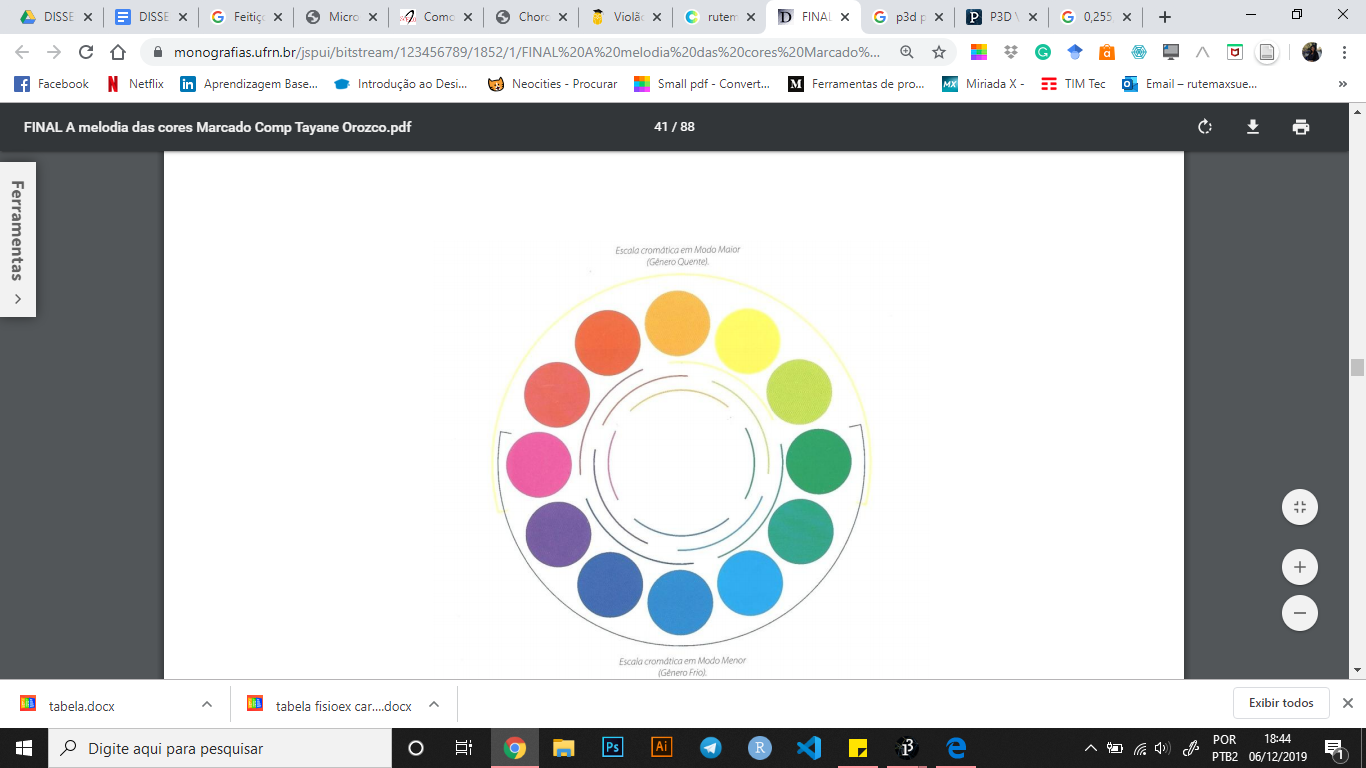 DISSE
DISSE
Feitiç
Micro
Como
Choro
Violão
rutem
FINAL
p3d p
P3D \
0,255
monografias.ufrn.br/jspui/bitstream/123456789/1852/1/FINAL%20A%20melodia%20das%20cores%20Marcado%...
Facebook
Netflix
Aprendizagem Base...
Introdução ao Desi...
Neocities - Procurar
Small pdf - Convert...
Ferramentas de pro...
Miriada X -
TIM Tec
Email – rutemaxsue...
»
FINAL A melodia das cores Marcado Comp Tayane Orozco.pdf
41 / 88
Ferramentas
Escala cromática em Modo Maior
(Gênero Quente).
Escala cromática em Modo Menor
(Gênero Frio).
tabela.docx
tabela fisioex car....docx
Exibir todos
Digite aqui para pesquisar
POR
PTB2
18:44
06/12/2019